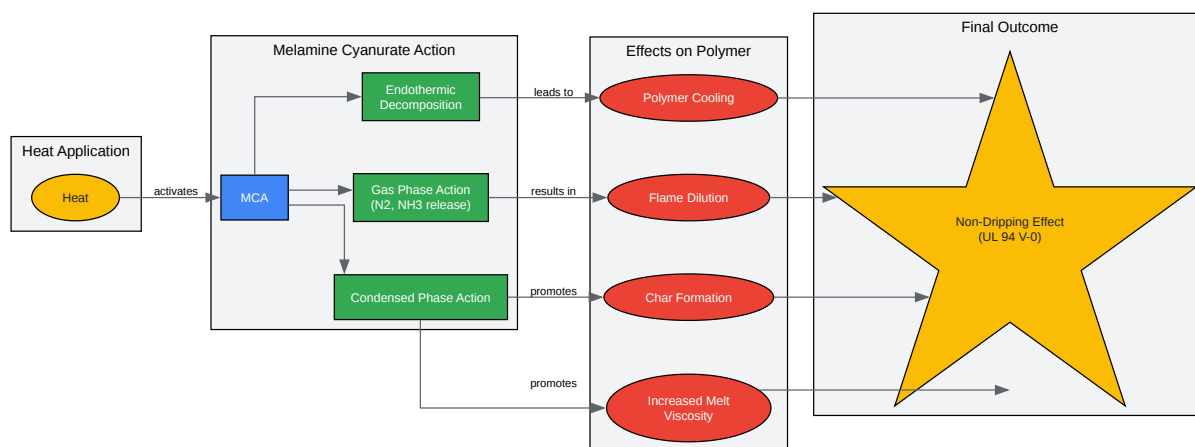 Heat Application
Heat
activates
Melamine Cyanurate Action
MCA
Endothermic
Decomposition
Gas Phase Action
(N2, NH3 release)
Condensed Phase Action
leads to
results in
promotes
promotes
Effects on Polymer
Polymer Cooling
Flame Dilution
Char Formation
Increased Melt
Viscosity
Final Outcome
Non-Dripping Effect
(UL 94 V-0)